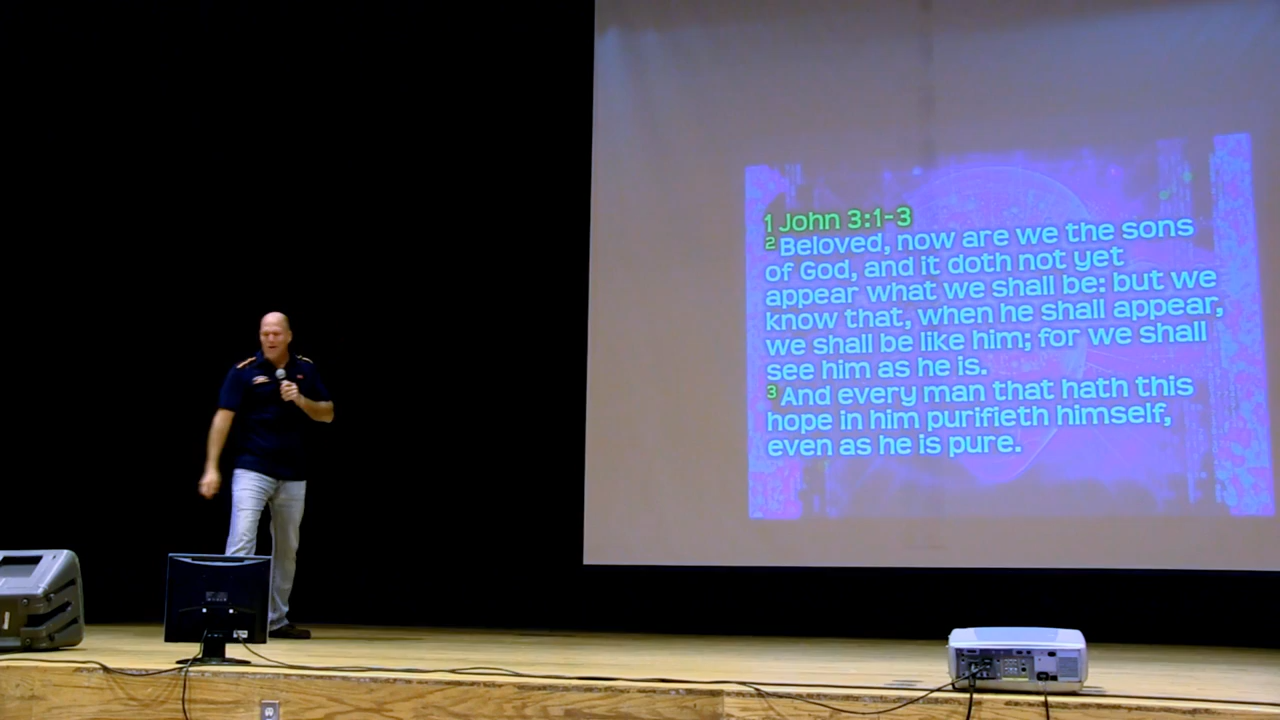 1 John 3:1-3
2 Beloved, now are we the sons
of God, and it doth not yet
appear what we shall be: but we
know that, when he shall appear,
we shall be like him; for we shall
see him as he is.
3 And every man that hath this
hope in him purifieth himself,
even as he is pure.